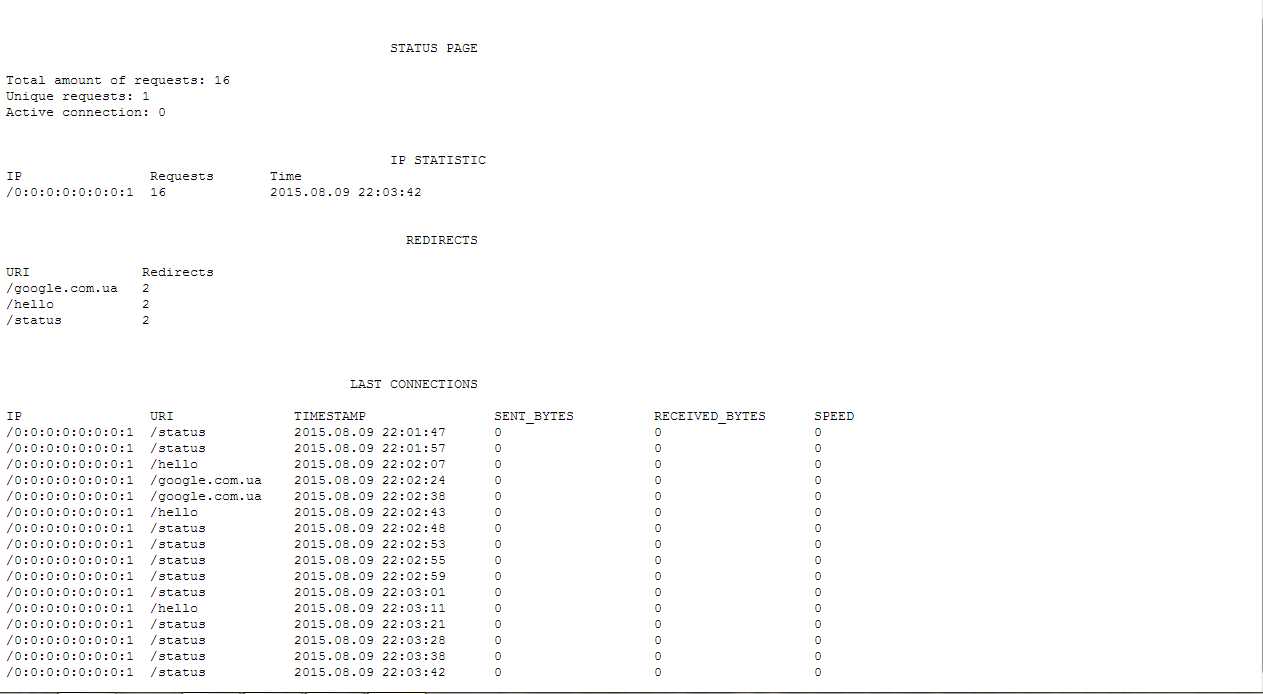 STATUS PAGE
Total amount of requests: 16
Unique requests: 1
Active connection: 0
IP STATISTIC
IP Requests Time
/0:0:0:0:0:0:0:1 16 2015.08.09 22:03:42
REDIRECTS
URI Redirects
/google.com.ua 2
/hello 2
/status 2
LAST CONNECTIONS
IP URI TIMESTAMP SENT_BYTES RECEIVED_BYTES SPEED
/0:0:0:0:0:0:0:1 /status 2015.08.09 22:01:47 0 0 0
/0:0:0:0:0:0:0:1 /status 2015.08.09 22:01:57 0 0 0
/0:0:0:0:0:0:0:1 /hello 2015.08.09 22:02:07 0 0 0
/0:0:0:0:0:0:0:1 /google.com.ua 2015.08.09 22:02:24 0 0 0
/0:0:0:0:0:0:0:1 /google.com.ua 2015.08.09 22:02:38 0 0 0
/0:0:0:0:0:0:0:1 /hello 2015.08.09 22:02:43 0 0 0
/0:0:0:0:0:0:0:1 /status 2015.08.09 22:02:48 0 0 0
/0:0:0:0:0:0:0:1 /status 2015.08.09 22:02:53 0 0 0
/0:0:0:0:0:0:0:1 /status 2015.08.09 22:02:55 0 0 0
/0:0:0:0:0:0:0:1 /status 2015.08.09 22:02:59 0 0 0
/0:0:0:0:0:0:0:1 /status 2015.08.09 22:03:01 0 0 0
/0:0:0:0:0:0:0:1 /hello 2015.08.09 22:03:11 0 0 0
/0:0:0:0:0:0:0:1 /status 2015.08.09 22:03:21 0 0 0
/0:0:0:0:0:0:0:1 /status 2015.08.09 22:03:28 0 0 0
/0:0:0:0:0:0:0:1 /status 2015.08.09 22:03:38 0 0 0
/0:0:0:0:0:0:0:1 /status 2015.08.09 22:03:42 0 0 0